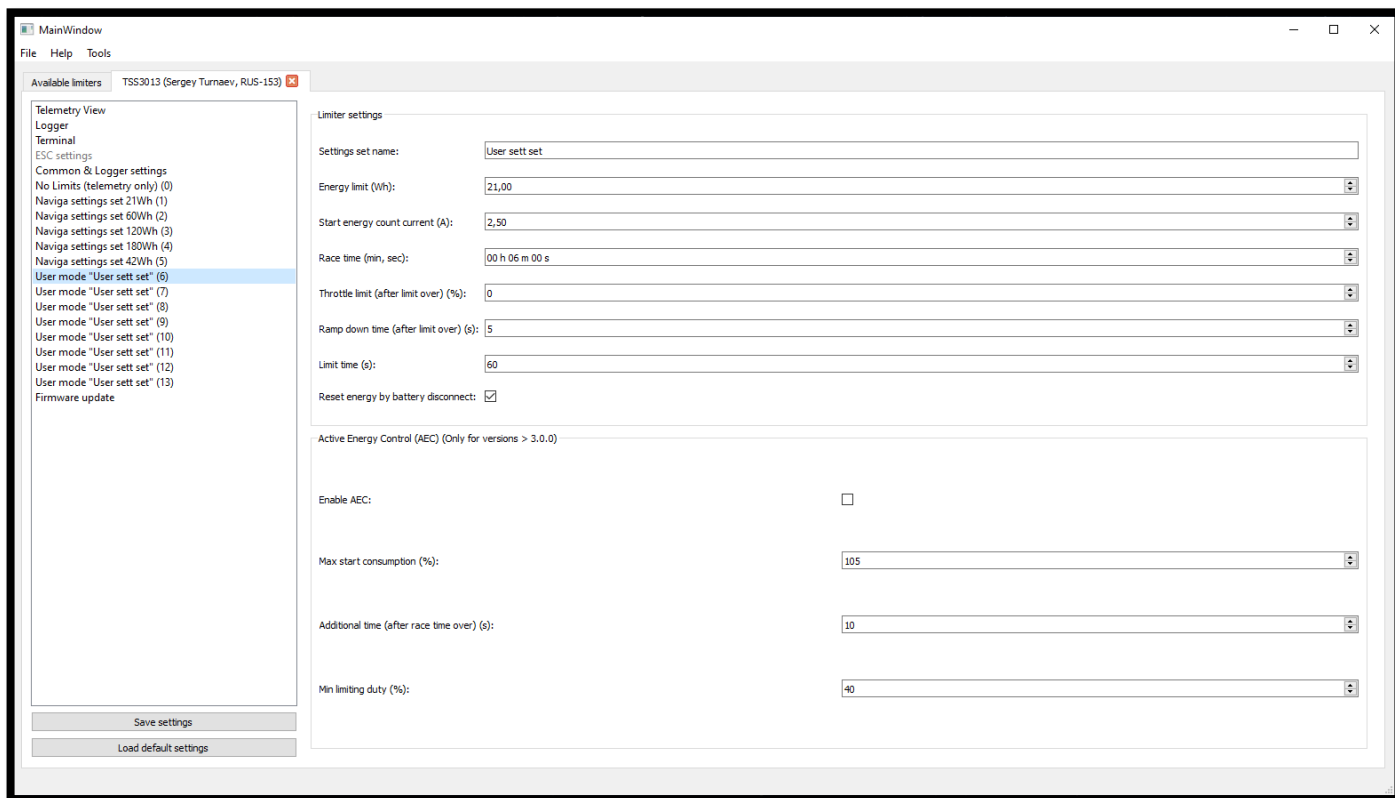 MainWindow
File Help Tools
Available limiters TSS3013 (Sergey Turnaev, RUS-153)
Telemetry View
Logger
Terminal
ESC settings
Common & Logger settings
No Limits (telemetry only) (0)
Naviga settings set 21Wh (1)
Naviga settings set 60Wh (2)
Naviga settings set 120Wh (3)
Naviga settings set 180Wh (4)
Naviga settings set 42Wh (5)
User mode "User sett set" (6)
User mode "User sett set" (7)
User mode "User sett set" (8)
User mode "User sett set" (9)
User mode "User sett set" (10)
User mode "User sett set" (11)
User mode "User sett set" (12)
User mode "User sett set" (13)
Firmware update
Save settings
Load default settings
Limiter settings
Settings set name: User sett set
Energy limit (Wh): 21,00
Start energy count current (A): 2,50
Race time (min, sec): 00 h 06 m 00 s
Throttle limit (after limit over) (%): 0
Ramp down time (after limit over) (s): 5
Limit time (s): 60
Reset energy by battery disconnect:
Active Energy Control (AEC) (Only for versions > 3.0.0)
Enable AEC:
Max start consumption (%): 105
Additional time (after race time over) (s): 10
Min limiting duty (%): 40